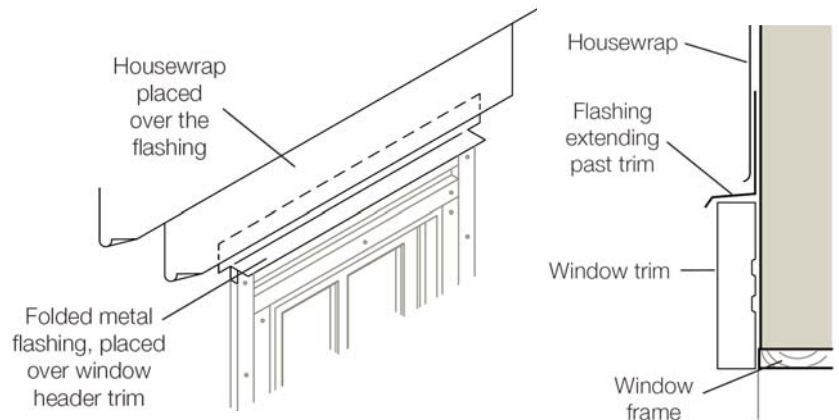 Housewrap
placed
over the
flashing
Folded metal
flashing, placed
over window
header trim
Housewrap
Flashing
extending
past trim
Window trim
Window
frame